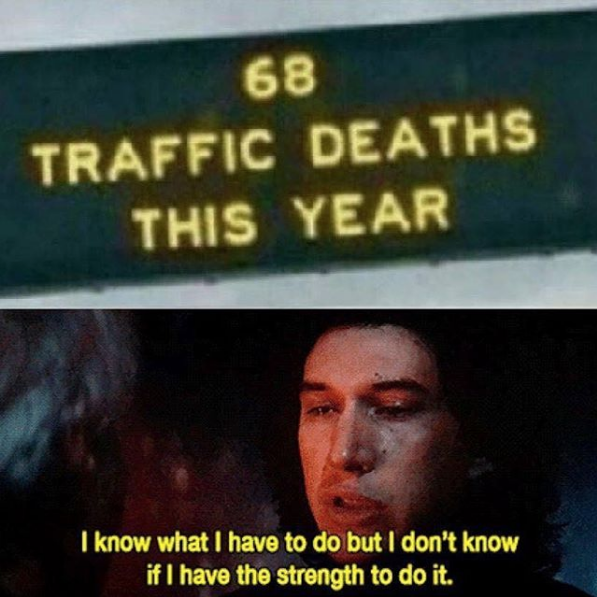 68
TRAFFIC DEATHS
THIS YEAR
I know what I have to do but I don't know
if I have the strength to do it.